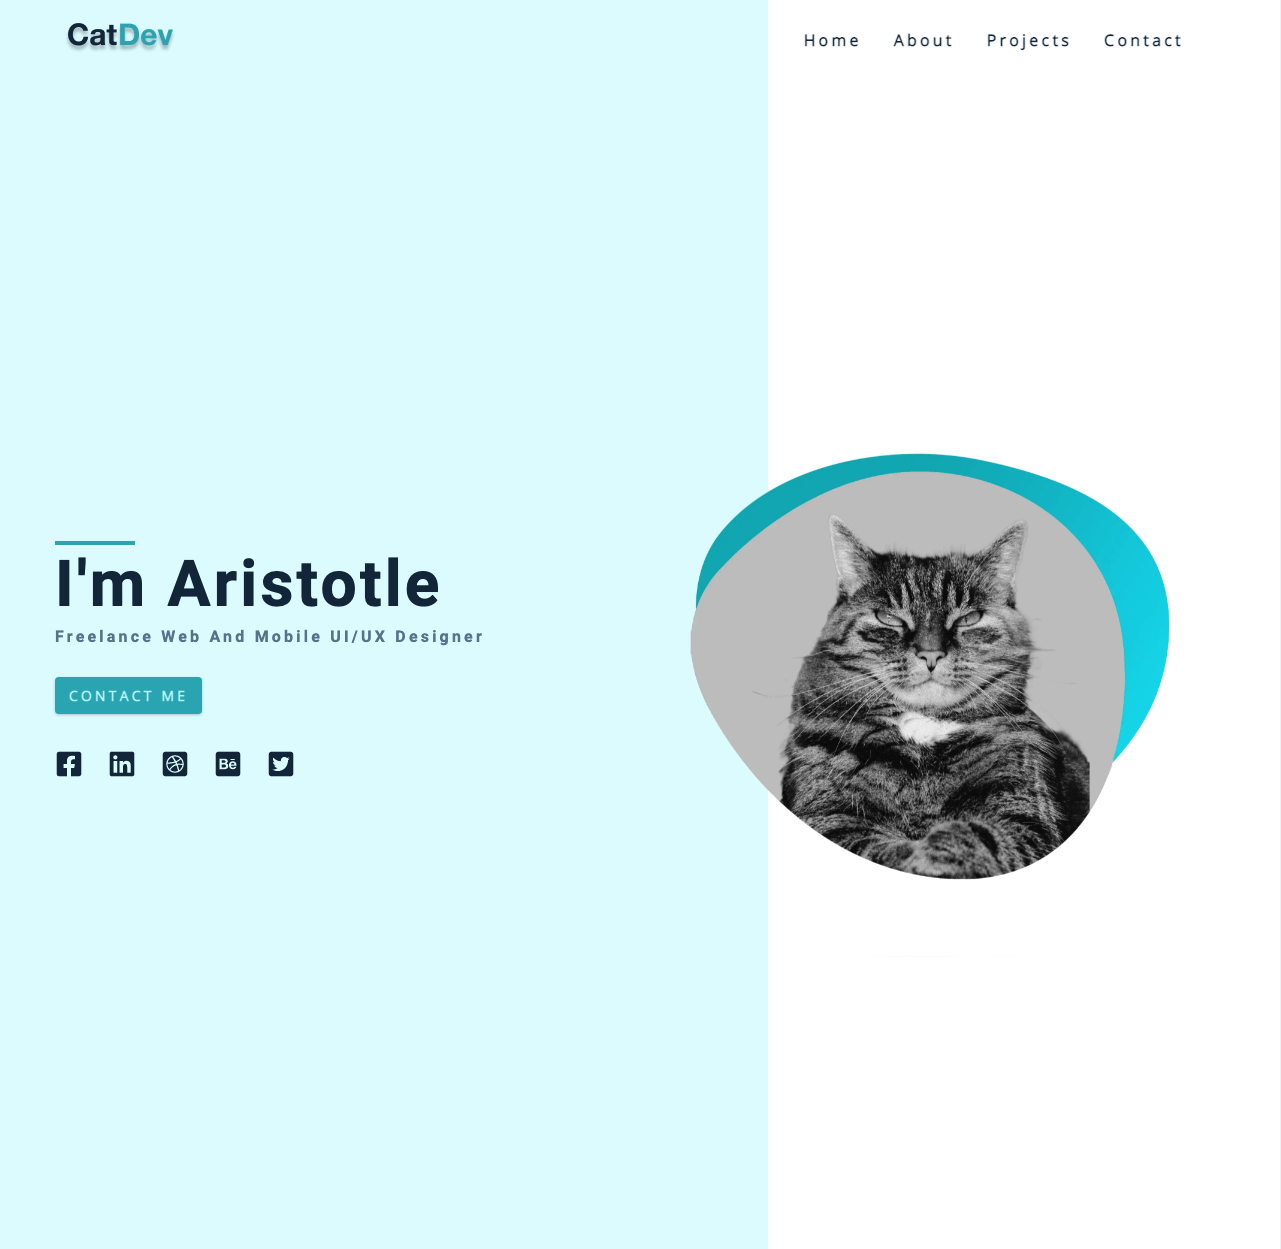 CatDev
Home About Projects Contact
I'm Aristotle
Freelance Web And Mobile UI/UX Designer
CONTACT ME